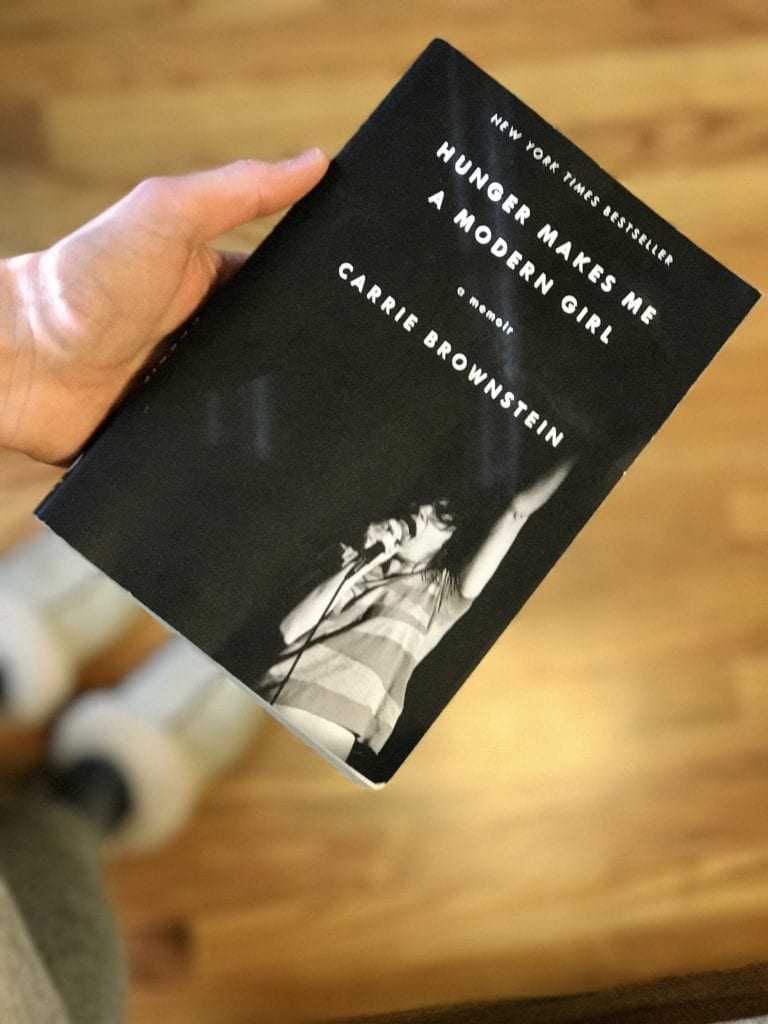 NEW YORK TIMES BESTSELLER
HUNGER MAKES ME
A MODERN GIRL
a memoir
CARRIE BROWNSTEIN